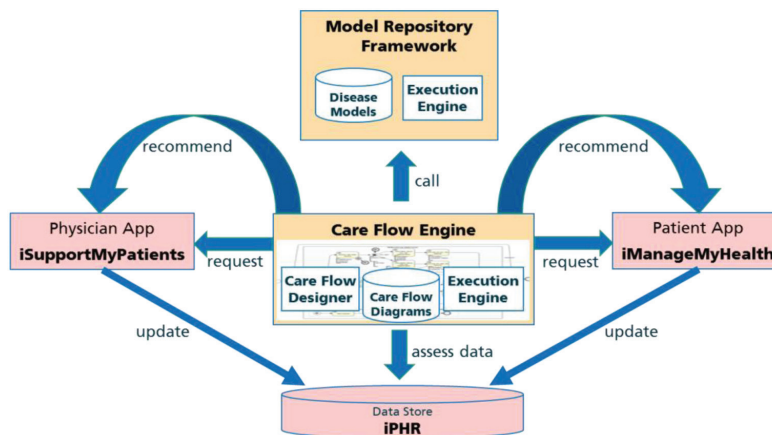 Model Repository
Framework
Disease
Models
Execution
Engine
recommend
recommend
call
Physician App
iSupportMyPatients
Care Flow Engine
Patient App
iManageMyHealth
request
request
Care Flow
Designer
Care Flow
Diagrams
Execution
Engine
update
update
assess data
Data Store
iPHR